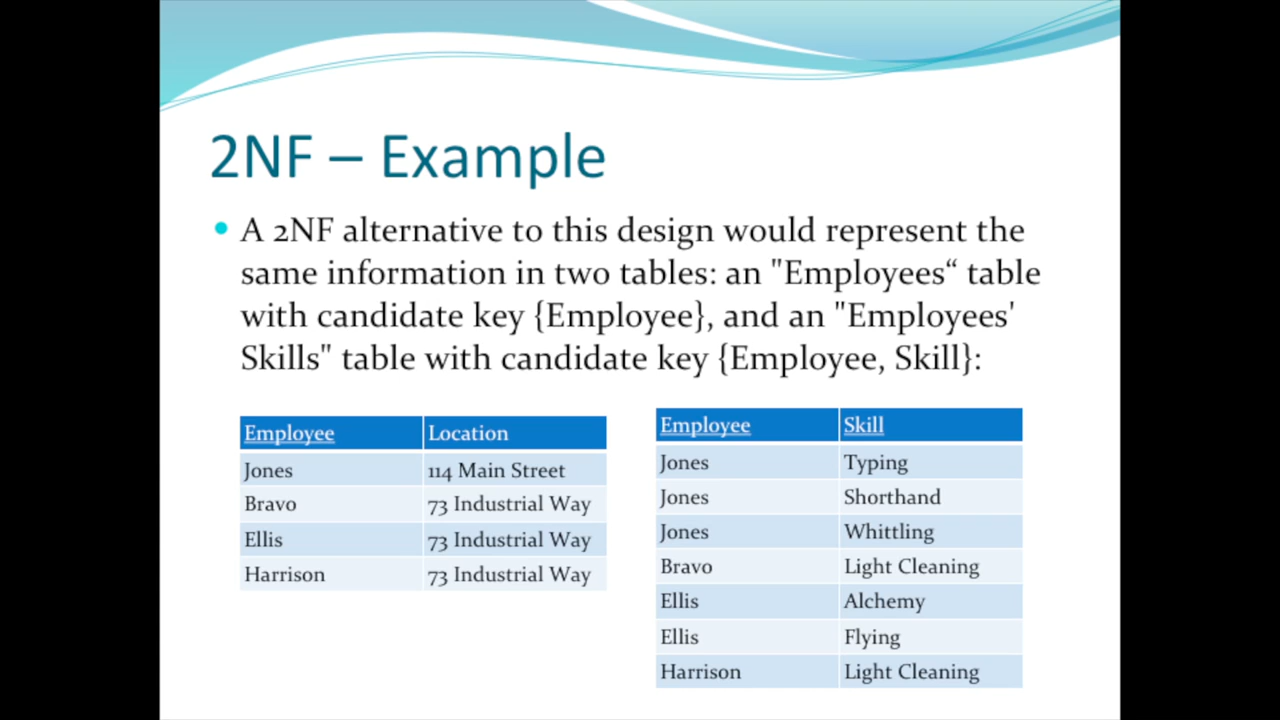 2NF – Example
• A 2NF alternative to this design would represent the
same information in two tables: an "Employees“ table
with candidate key {Employee}, and an "Employees'
Skills" table with candidate key {Employee, Skill}:
Employee Location
Jones 114 Main Street
Bravo 73 Industrial Way
Ellis 73 Industrial Way
Harrison 73 Industrial Way
Employee Skill
Jones Typing
Jones Shorthand
Jones Whittling
Bravo Light Cleaning
Ellis Alchemy
Ellis Flying
Harrison Light Cleaning